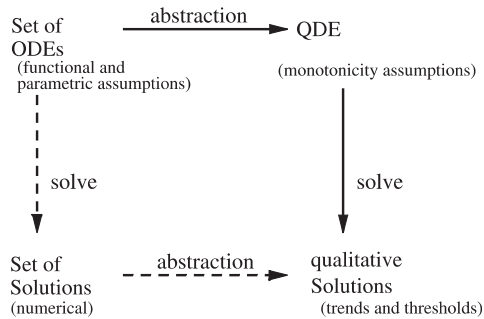 abstraction
Set of
ODEs
QDE
(functional and
parametric assumptions)
(monotonicity assumptions)
solve
solve
Set of
Solutions
(numerical)
abstraction
qualitative
Solutions
(trends and thresholds)